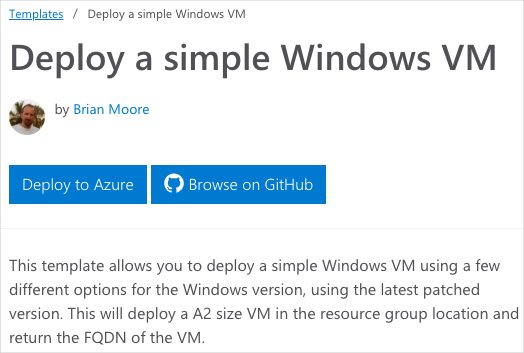 Templates / Deploy a simple Windows VM
Deploy a simple Windows VM
by Brian Moore
Deploy to Azure Browse on GitHub
This template allows you to deploy a simple Windows VM using a few
different options for the Windows version, using the latest patched
version. This will deploy a A2 size VM in the resource group location and
return the FQDN of the VM.